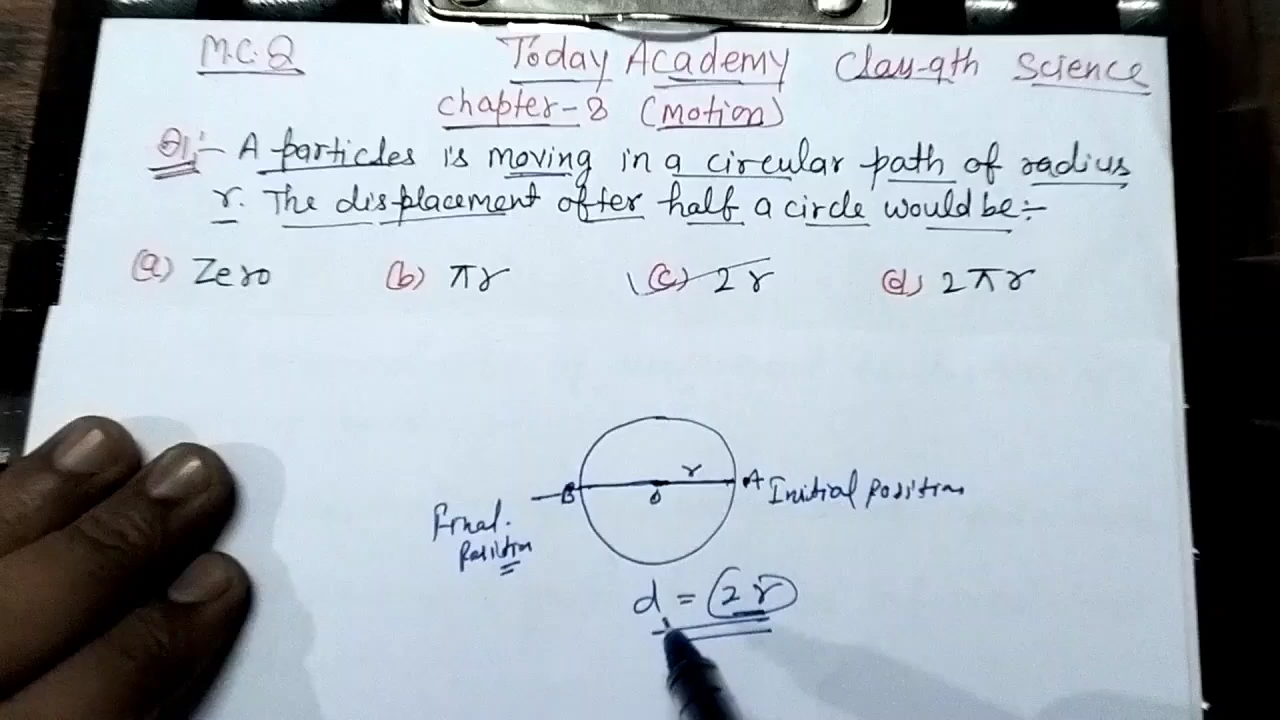 M.C.Q Today Academy Class-9th Science
Chapter-8 (Motion)
Q1:- A particles is moving in a circular path of radius
r. The displacement after half a circle would be:-
(a) Zero (b) πr (c) 2r (d) 2πr
r
B O A Initial Position
Final.
Position
d = 2r